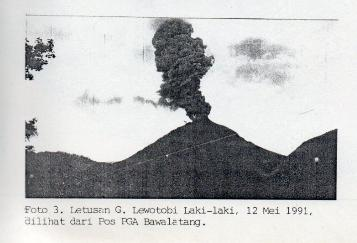 Foto 3. Letusan G. Lewotobi Laki-laki, 12 Mei 1991,
dilihat dari Pos PGA Bawalatang.